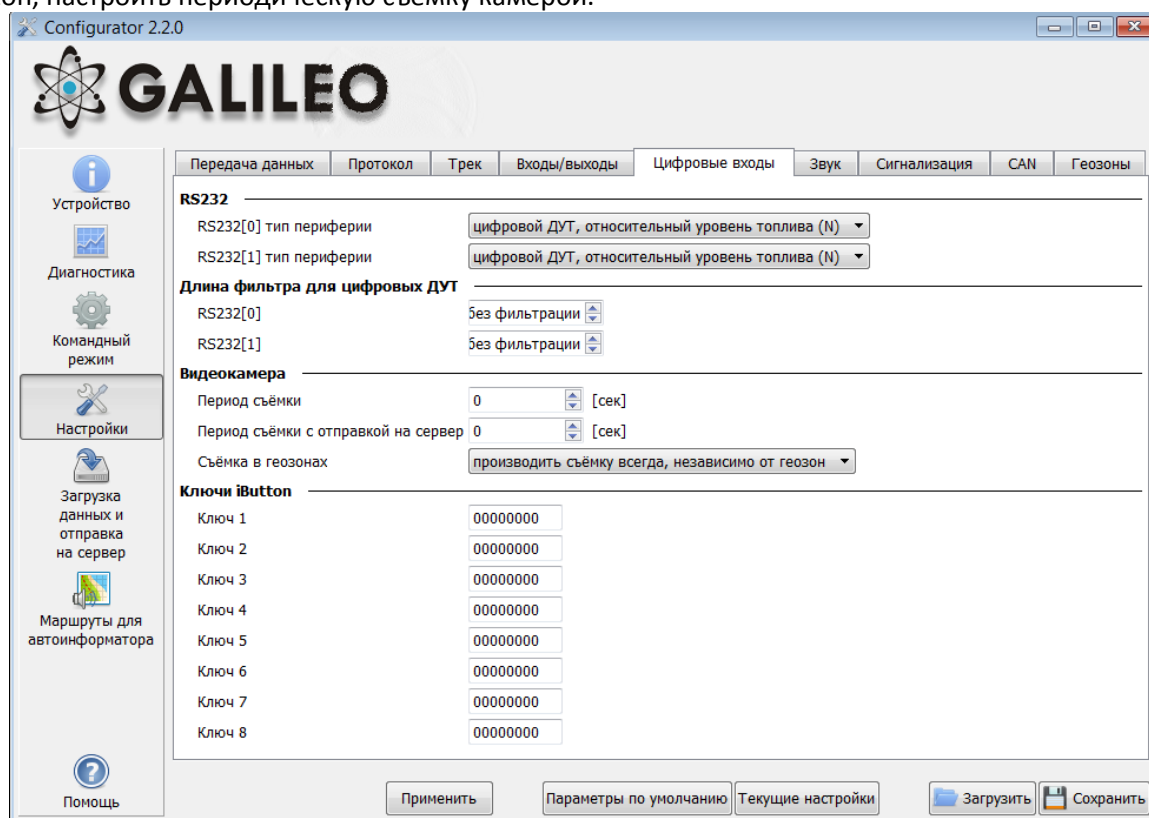 он, настроить периодическую съемку камерой.
Configurator 2.2.0
GALILEO
Устройство
Диагностика
Командный
режим
Настройки
Загрузка
данных и
отправка
на сервер
Маршруты для
автоинформатора
Помощь
Передача данных Протокол Трек Входы/выходы Цифровые входы Звук Сигнализация CAN Геозоны
RS232
RS232[0] тип периферии цифровой ДУТ, относительный уровень топлива (N)
RS232[1] тип периферии цифровой ДУТ, относительный уровень топлива (N)
Длина фильтра для цифровых ДУТ
RS232[0] без фильтрации
RS232[1] без фильтрации
Видеокамера
Период съёмки 0 [сек]
Период съёмки с отправкой на сервер 0 [сек]
Съёмка в геозонах производить съёмку всегда, независимо от геозон
Ключи iButton
Ключ 1 00000000
Ключ 2 00000000
Ключ 3 00000000
Ключ 4 00000000
Ключ 5 00000000
Ключ 6 00000000
Ключ 7 00000000
Ключ 8 00000000
Применить Параметры по умолчанию Текущие настройки Загрузить Сохранить